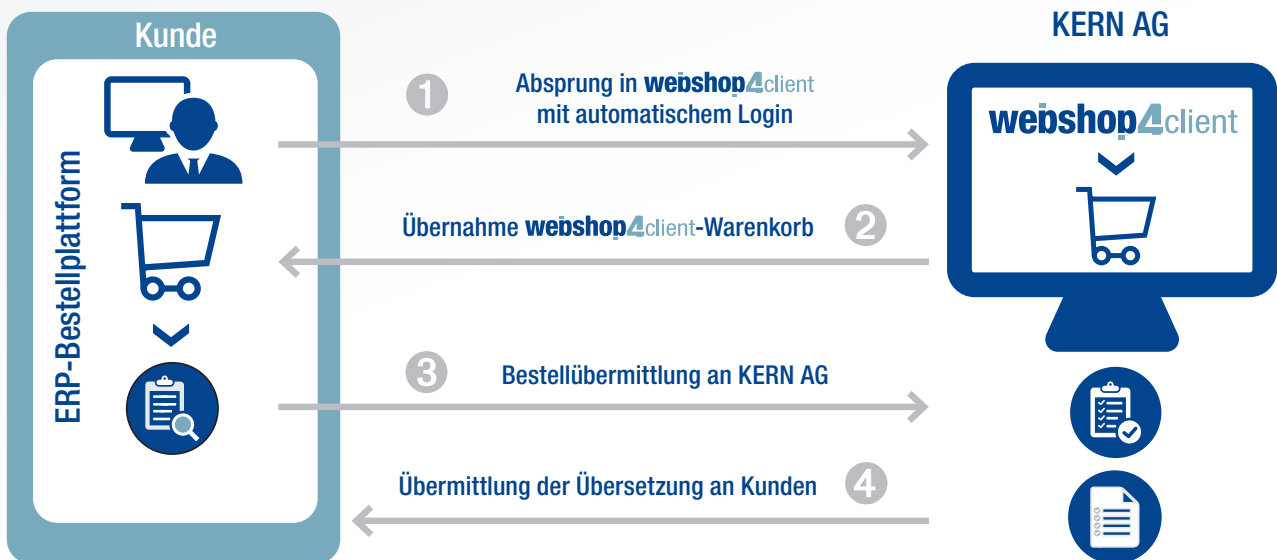 Kunde
ERP-Bestellplattform
KERN AG
webshop4client
1
Absprung in webshop4client
mit automatischem Login
Übernahme webshop4client-Warenkorb
2
3
Bestellübermittlung an KERN AG
Übermittlung der Übersetzung an Kunden
4